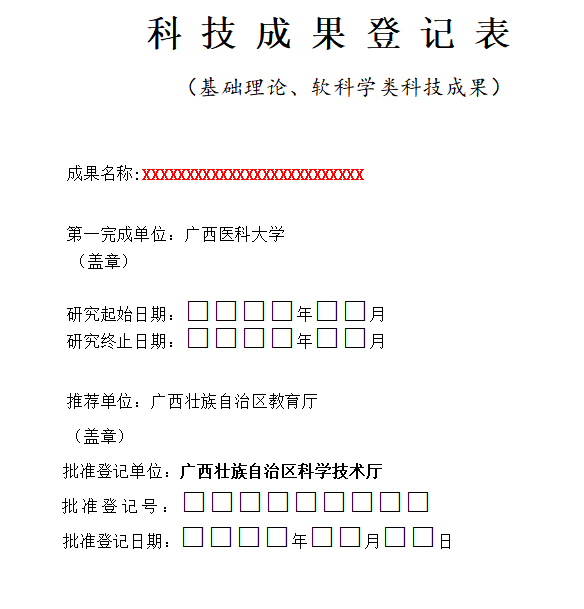 科技成果登记表
（基础理论、软科学类科技成果）
成果名称:XXXXXXXXXXXXXXXXXXXXXXXXXX
第一完成单位：广西医科大学
（盖章）
研究起始日期：□□□□年□□月
研究终止日期：□□□□年□□月
推荐单位：广西壮族自治区教育厅
（盖章）
批准登记单位：广西壮族自治区科学技术厅
批准登记号：□□□□□□□□□
批准登记日期：□□□□年□□月□□日